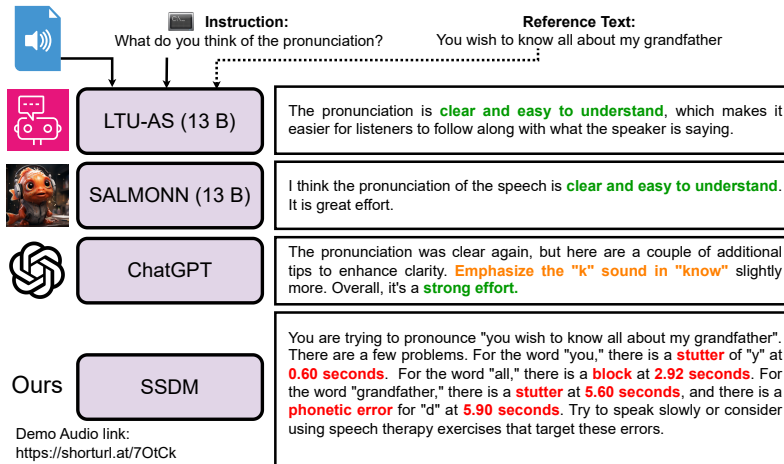 Instruction:
What do you think of the pronunciation?
Reference Text:
You wish to know all about my grandfather
LTU-AS (13 B)
The pronunciation is clear and easy to understand, which makes it
easier for listeners to follow along with what the speaker is saying.
SALMONN (13 B)
I think the pronunciation of the speech is clear and easy to understand.
It is great effort.
ChatGPT
The pronunciation was clear again, but here are a couple of additional
tips to enhance clarity. Emphasize the "k" sound in "know" slightly
more. Overall, it's a strong effort.
Ours
SSDM
You are trying to pronounce "you wish to know all about my grandfather".
There are a few problems. For the word "you," there is a stutter of "y" at
0.60 seconds. For the word "all," there is a block at 2.92 seconds. For
the word "grandfather," there is a stutter at 5.60 seconds, and there is a
phonetic error for "d" at 5.90 seconds. Try to speak slowly or consider
using speech therapy exercises that target these errors.
Demo Audio link:
https://shorturl.at/7OtCk